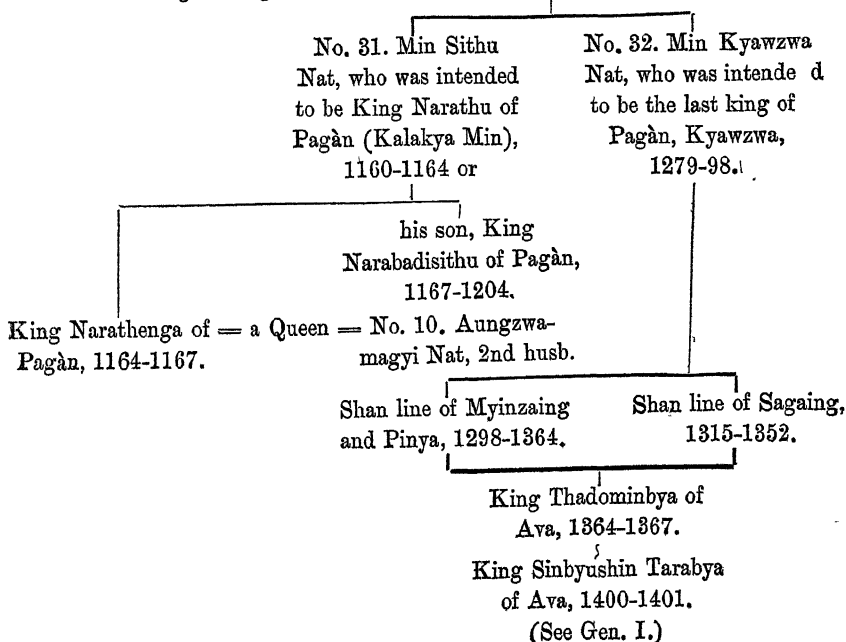 No. 31. Min Sithu
Nat, who was intended
to be King Narathu of
Pagàn (Kalakya Min),
1160-1164 or
No. 32. Min Kyawzwa
Nat, who was intende d
to be the last king of
Pagàn, Kyawzwa,
1279-98.
his son, King
Narabadisithu of Pagàn,
1167-1204.
King Narathenga of = a Queen = No. 10. Aungzwa-
Pagàn, 1164-1167. magyi Nat, 2nd husb.
Shan line of Myinzaing
and Pinya, 1298-1364.
Shan line of Sagaing,
1315-1352.
King Thadominbya of
Ava, 1364-1367.
King Sinbyushin Tarabya
of Ava, 1400-1401.
(See Gen. I.)